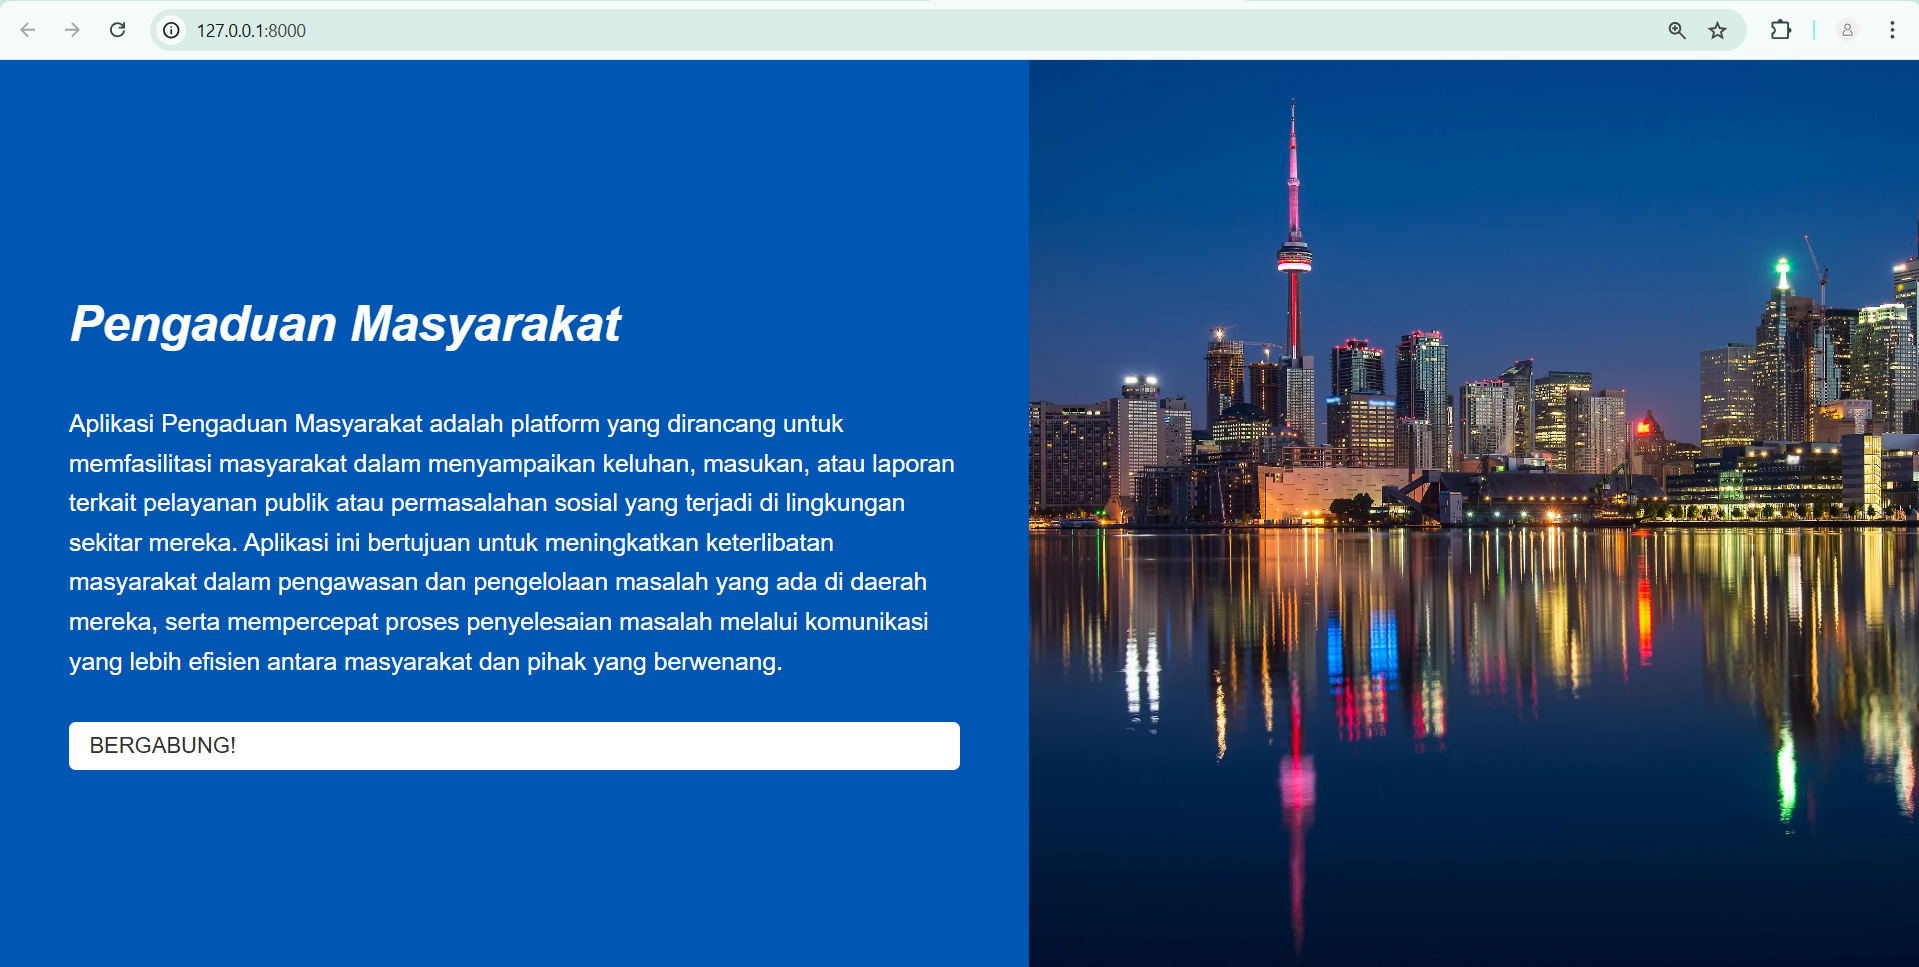 127.0.0.1:8000
Pengaduan Masyarakat
Aplikasi Pengaduan Masyarakat adalah platform yang dirancang untuk
memfasilitasi masyarakat dalam menyampaikan keluhan, masukan, atau laporan
terkait pelayanan publik atau permasalahan sosial yang terjadi di lingkungan
sekitar mereka. Aplikasi ini bertujuan untuk meningkatkan keterlibatan
masyarakat dalam pengawasan dan pengelolaan masalah yang ada di daerah
mereka, serta mempercepat proses penyelesaian masalah melalui komunikasi
yang lebih efisien antara masyarakat dan pihak yang berwenang.
BERGABUNG!